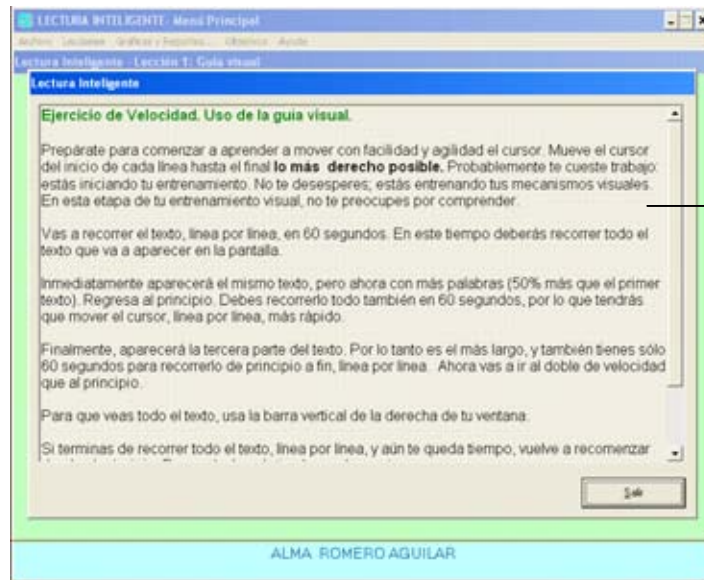 LECTURA INTELIGENTE - Menú Principal
Archivo Lecciones Gráficas y Reportes... Objetivos Ayuda
Lectura Inteligente - Lección 1: Guía visual
Lectura Inteligente
Ejercicio de Velocidad. Uso de la guía visual.
Prepárate para comenzar a aprender a mover con facilidad y agilidad el cursor. Mueve el cursor
del inicio de cada línea hasta el final lo más derecho posible. Probablemente te cueste trabajo:
estás iniciando tu entrenamiento. No te desesperes; estás entrenando tus mecanismos visuales.
En esta etapa de tu entrenamiento visual, no te preocupes por comprender.
Vas a recorrer el texto, línea por línea, en 60 segundos. En este tiempo deberás recorrer todo el
texto que va a aparecer en la pantalla.
Inmediatamente aparecerá el mismo texto, pero ahora con más palabras (50% más que el primer
texto). Regresa al principio. Debes recorrerlo todo también en 60 segundos, por lo que tendrás
que mover el cursor, línea por línea, más rápido.
Finalmente, aparecerá la tercera parte del texto. Por lo tanto es el más largo, y también tienes sólo
60 segundos para recorrerlo de principio a fin, línea por línea. Ahora vas a ir al doble de velocidad
que al principio.
Para que veas todo el texto, usa la barra vertical de la derecha de tu ventana.
Si terminas de recorrer todo el texto, línea por línea, y aún te queda tiempo, vuelve a recomenzar
Salir
ALMA ROMERO AGUILAR